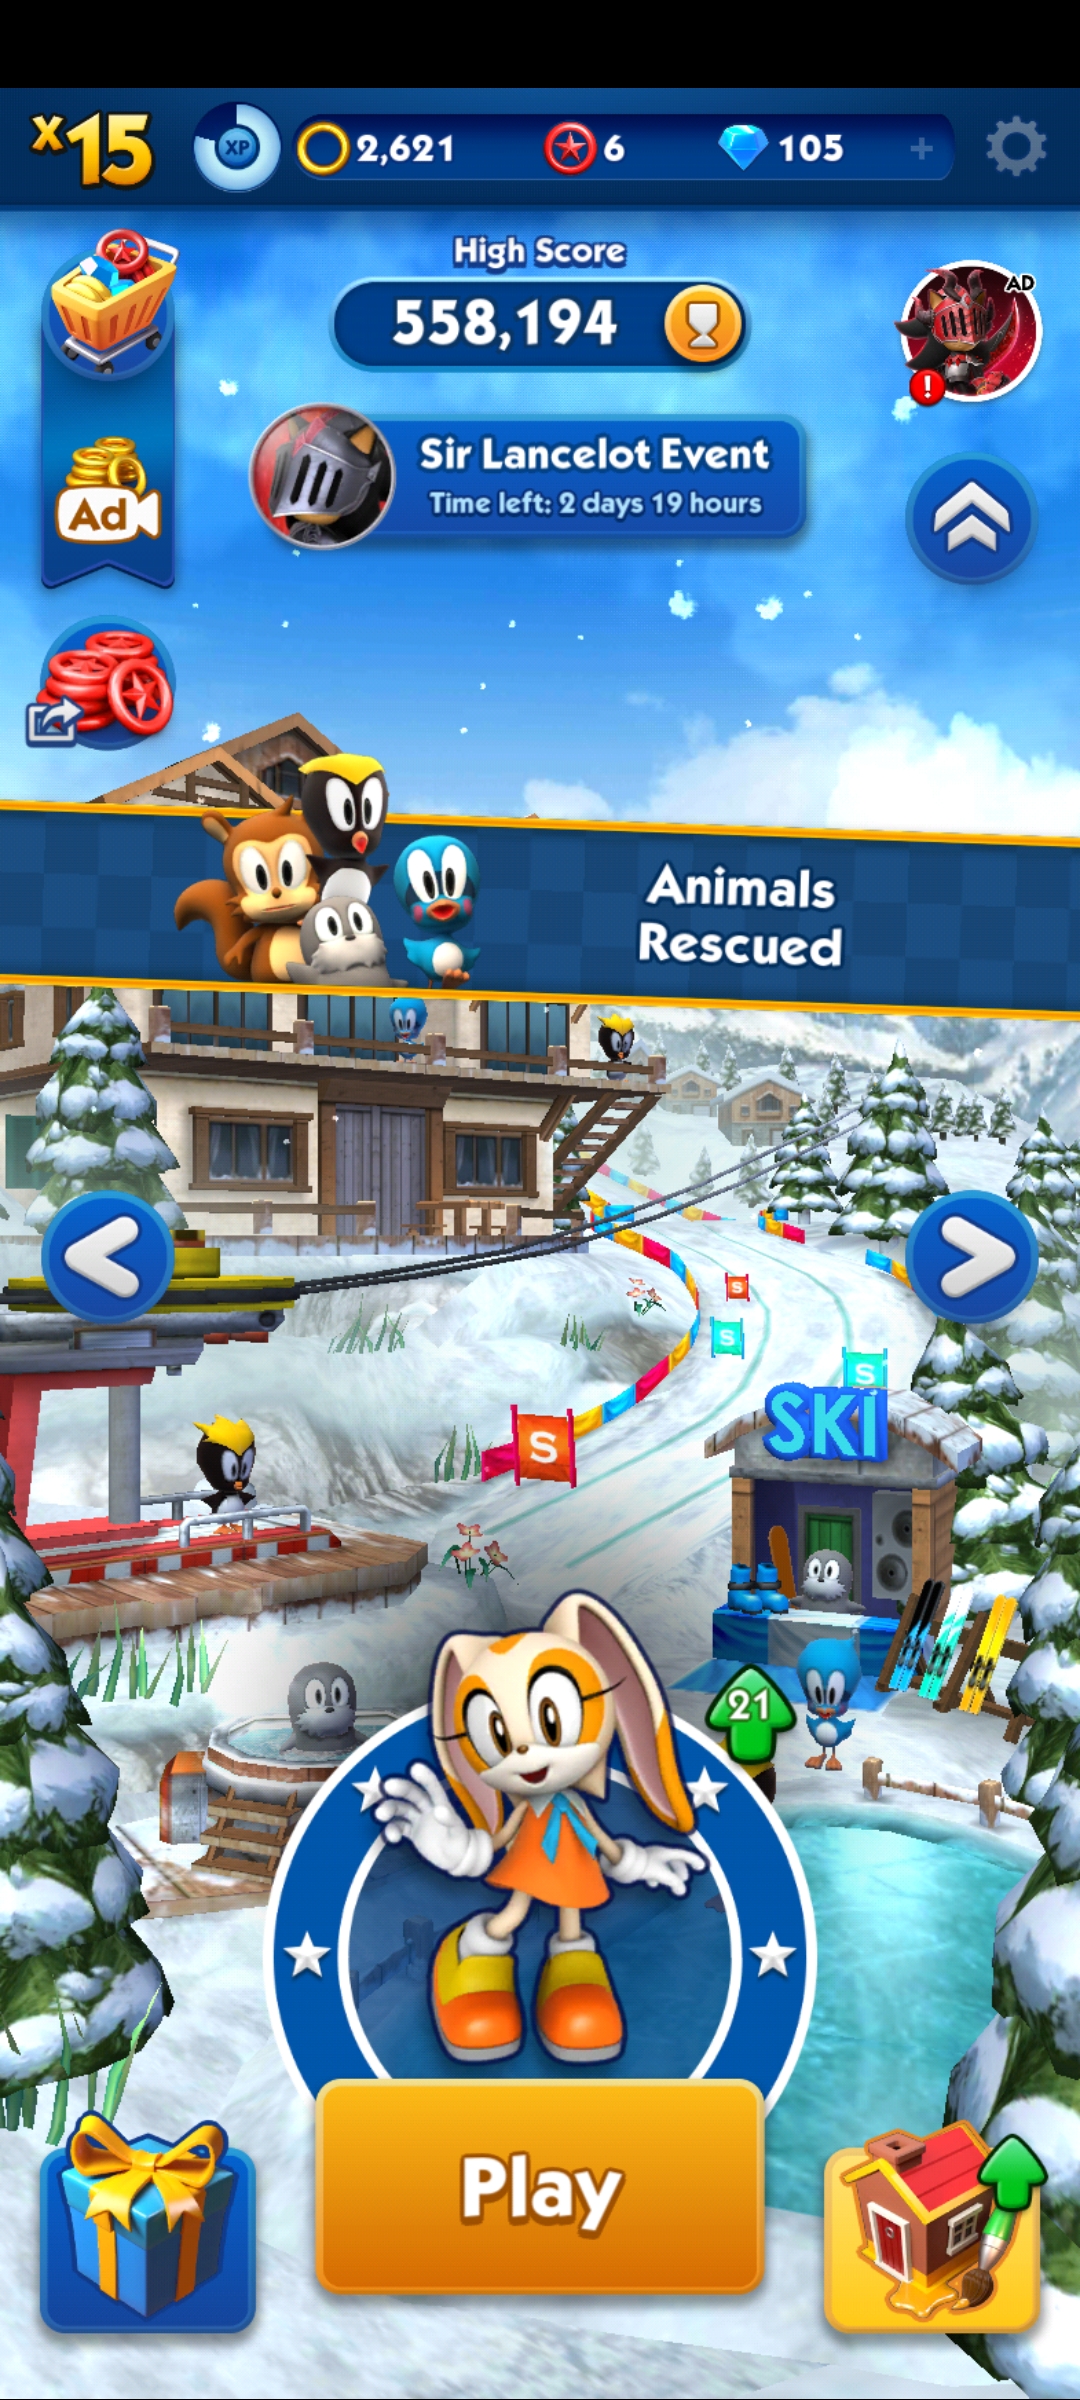 x15
XP
2,621
6
105
+
High Score
558,194
AD
!
Sir Lancelot Event
Time left: 2 days 19 hours
Ad
Animals
Rescued
S
S
S
S
SKI
21
Play